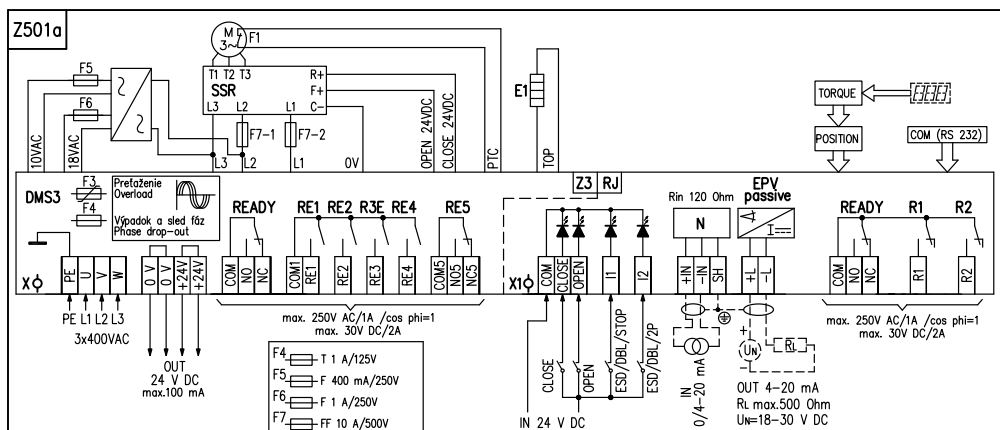 Z501a
F5
F6
10VAC
18VAC
M
3~
F1
T1 T2 T3
SSR
R+
F+
C-
L3 L2 L1
F7-1
F7-2
L3
L2
L1
0V
OPEN 24VDC
CLOSE 24VDC
PTC
E1
TOP
TORQUE
POSITION
COM (RS 232)
DMS3
F3
F4
Preťaženie
Overload
Výpadok a sled fáz
Phase drop-out
READY
RE1 RE2 R3E RE4
RE5
Z3 RJ
Rin 120 Ohm
N
EPV
passive
I
READY
R1
R2
X
PE
U
V
W
0 V
0 V
+24V
+24V
COM
NO
NC
COM1
RE1
RE2
RE3
RE4
COM5
NO5
NC5
X1
COM
CLOSE
OPEN
I1
I2
+IN
-IN
SH
+L
-L
COM
NO
NC
R1
R2
PE L1 L2 L3
3x400VAC
OUT
24 V DC
max.100 mA
max. 250V AC/1A /cos phi=1
max. 30V DC/2A
F4 T 1 A/125V
F5 F 400 mA/250V
F6 F 1 A/250V
F7 FF 10 A/500V
CLOSE
OPEN
ESD/DBL/STOP
ESD/DBL/2P
IN 24 V DC
IN
0/4-20 mA
+
UN
-
RL
OUT 4-20 mA
RL max.500 Ohm
UN=18-30 V DC
max. 250V AC/1A /cos phi=1
max. 30V DC/2A